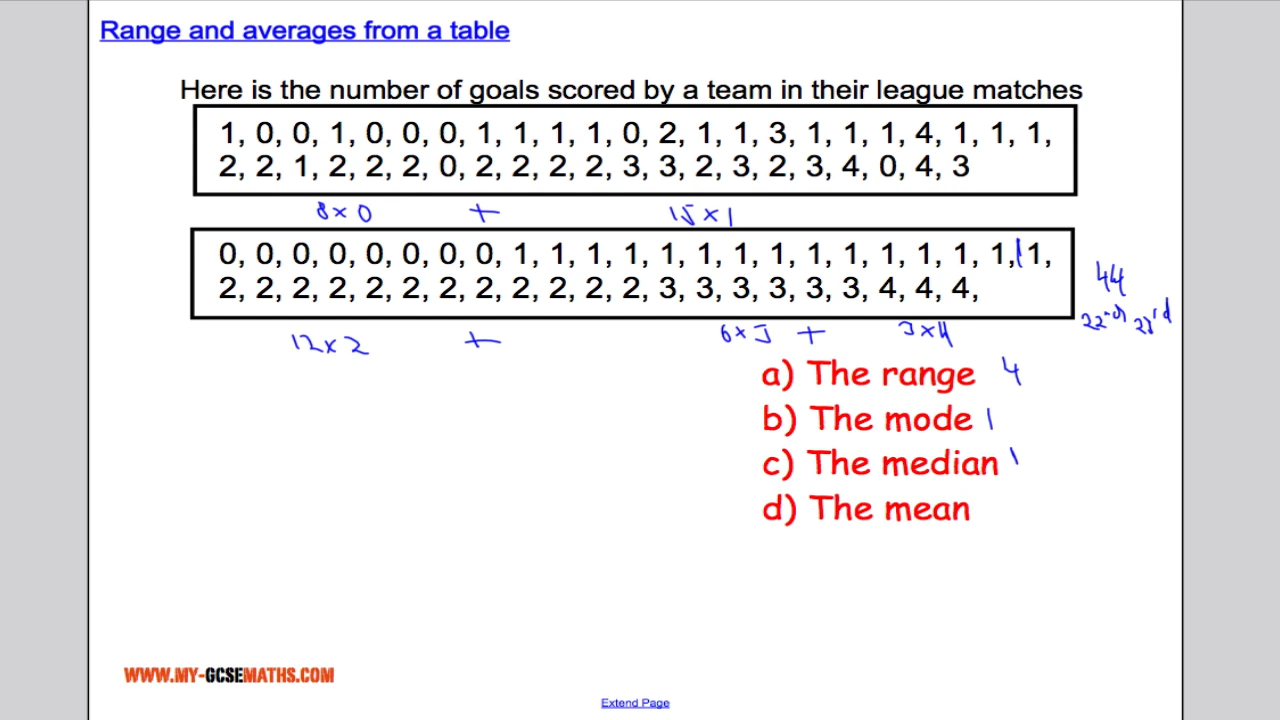 Range and averages from a table
Here is the number of goals scored by a team in their league matches
1, 0, 0, 1, 0, 0, 0, 1, 1, 1, 1, 0, 2, 1, 1, 3, 1, 1, 1, 4, 1, 1, 1,
2, 2, 1, 2, 2, 2, 0, 2, 2, 2, 2, 3, 3, 2, 3, 2, 3, 4, 0, 4, 3
8 × 0 + 15 × 1
0, 0, 0, 0, 0, 0, 0, 0, 1, 1, 1, 1, 1, 1, 1, 1, 1, 1, 1, 1, 1, 1, 1,
2, 2, 2, 2, 2, 2, 2, 2, 2, 2, 2, 2, 3, 3, 3, 3, 3, 3, 4, 4, 4,
44
22nd 23rd
12 × 2 + 6 × 3 + 3 × 4
a) The range 4
b) The mode 1
c) The median 1
d) The mean
WWW.MY-GCSEMATHS.COM
Extend Page